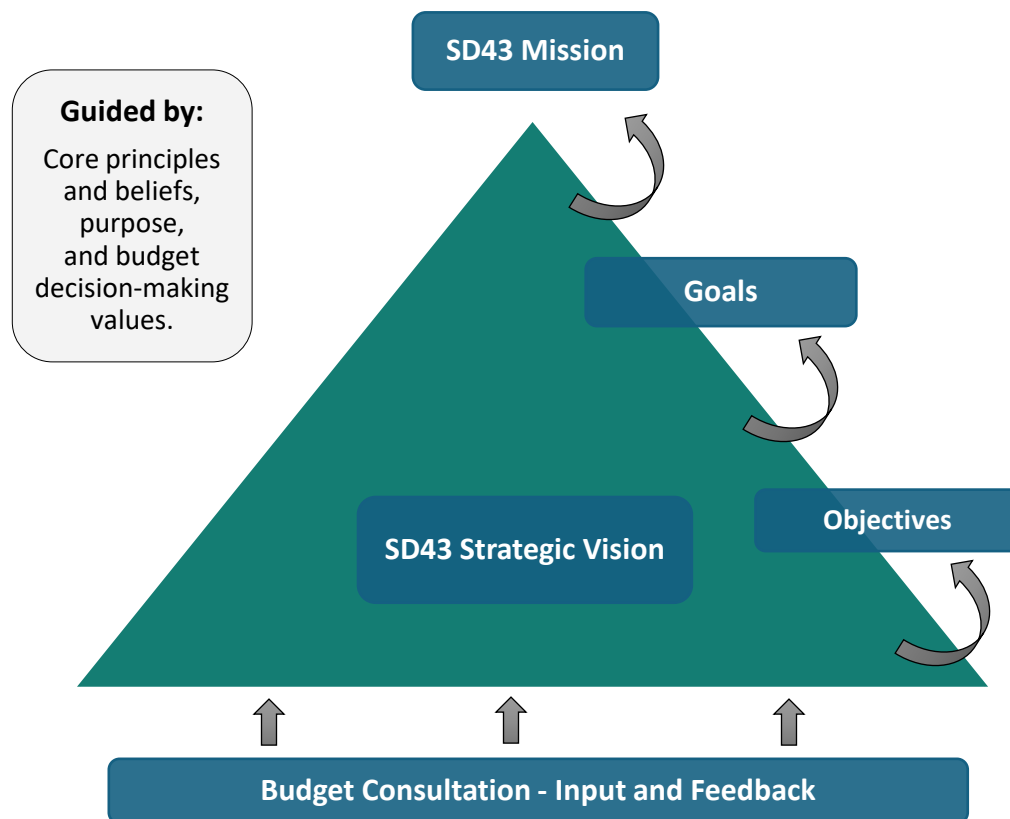 SD43 Mission
Guided by:
Core principles
and beliefs,
purpose,
and budget
decision-making
values.
Goals
Objectives
SD43 Strategic Vision
Budget Consultation - Input and Feedback